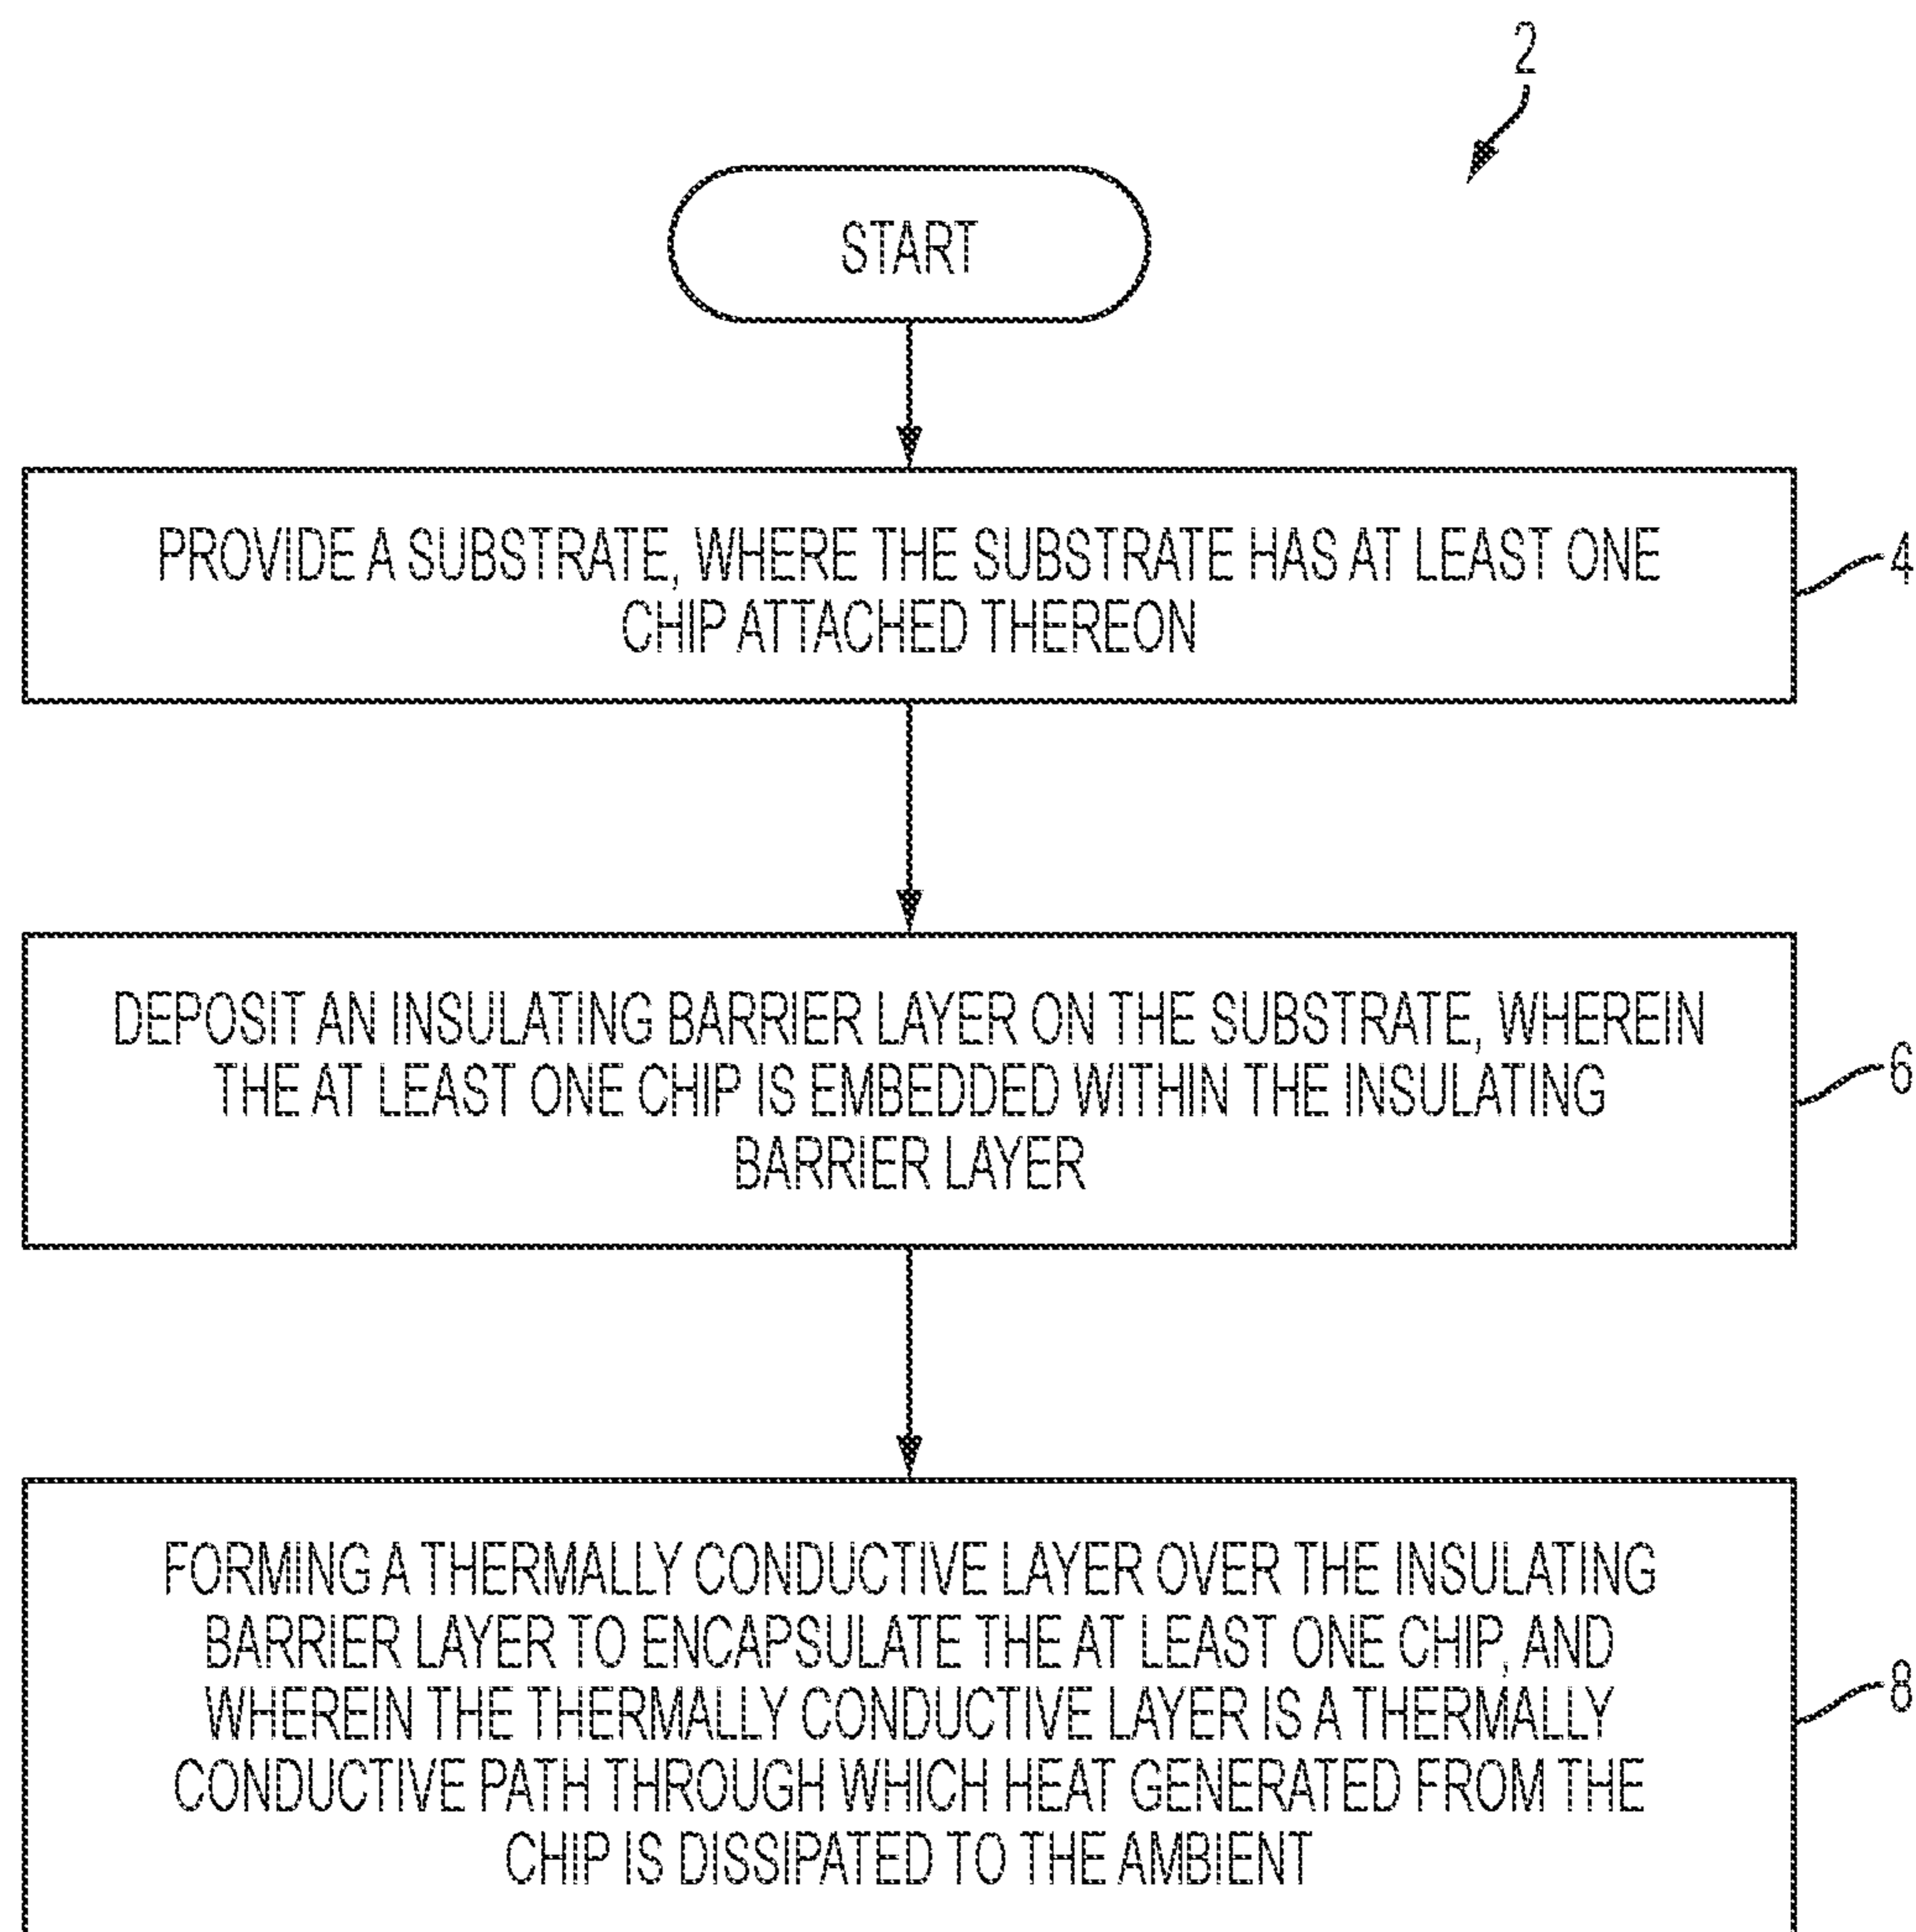 2
START
PROVIDE A SUBSTRATE, WHERE THE SUBSTRATE HAS AT LEAST ONE
CHIP ATTACHED THEREON
4
DEPOSIT AN INSULATING BARRIER LAYER ON THE SUBSTRATE, WHEREIN
THE AT LEAST ONE CHIP IS EMBEDDED WITHIN THE INSULATING
BARRIER LAYER
6
FORMING A THERMALLY CONDUCTIVE LAYER OVER THE INSULATING
BARRIER LAYER TO ENCAPSULATE THE AT LEAST ONE CHIP, AND
WHEREIN THE THERMALLY CONDUCTIVE LAYER IS A THERMALLY
CONDUCTIVE PATH THROUGH WHICH HEAT GENERATED FROM THE
CHIP IS DISSIPATED TO THE AMBIENT
8